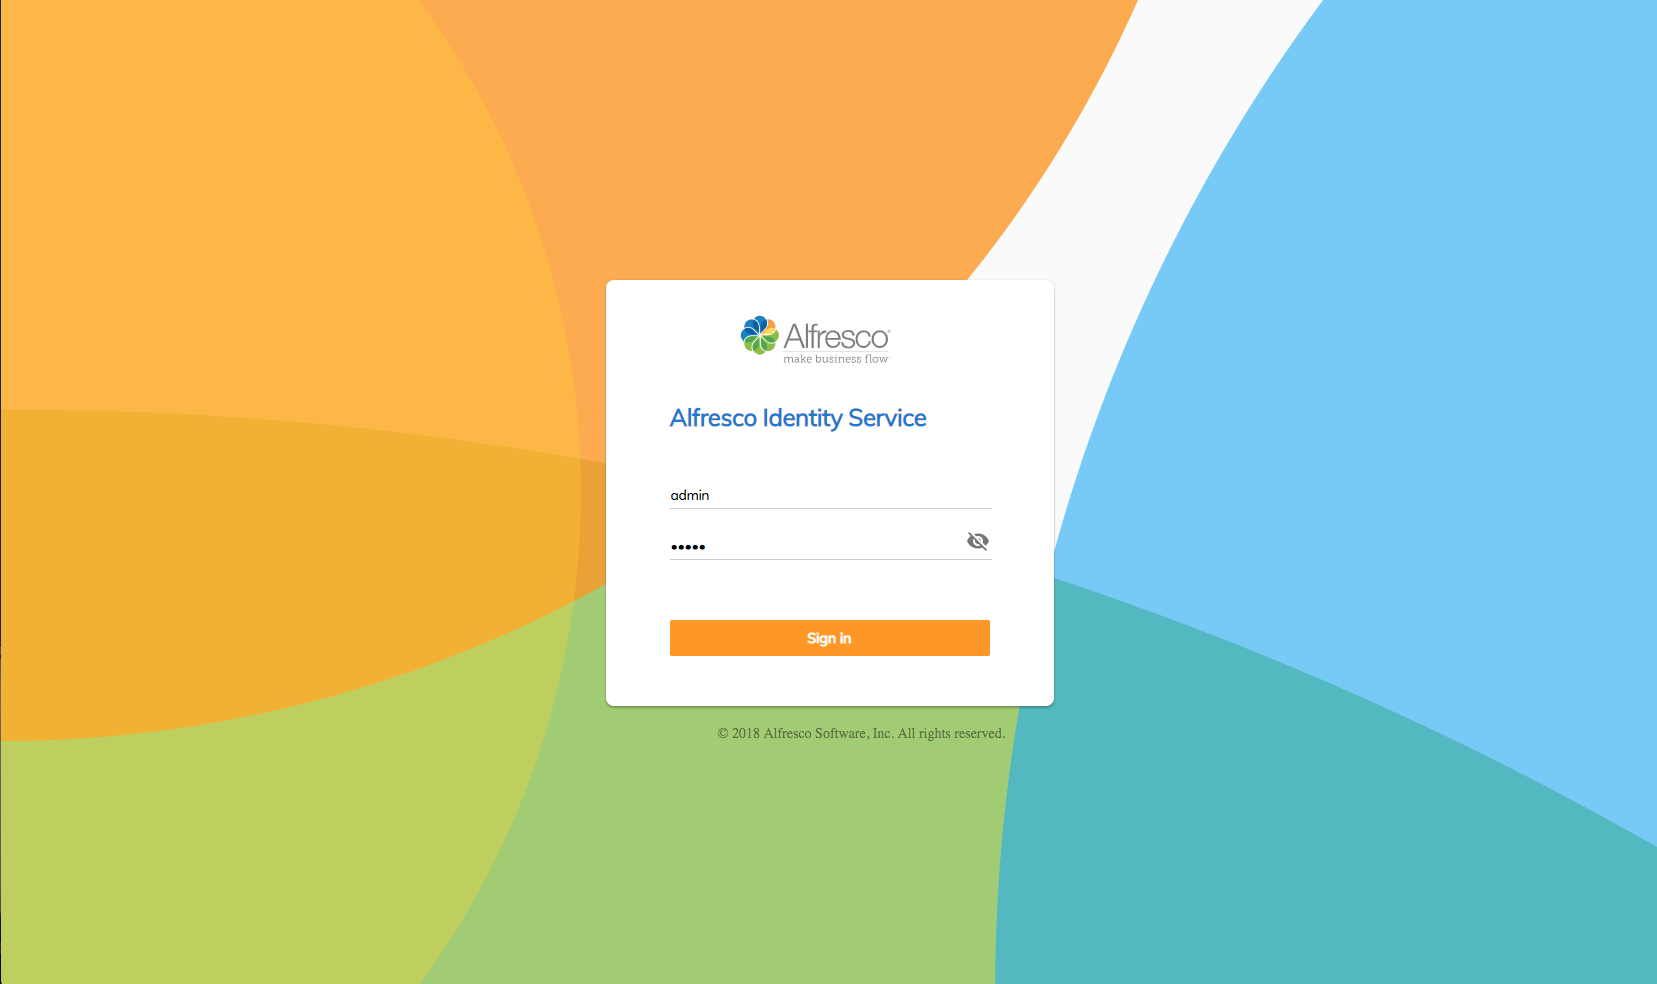 Alfresco®
make business flow
Alfresco Identity Service
admin
•••••
Sign in
© 2018 Alfresco Software, Inc. All rights reserved.